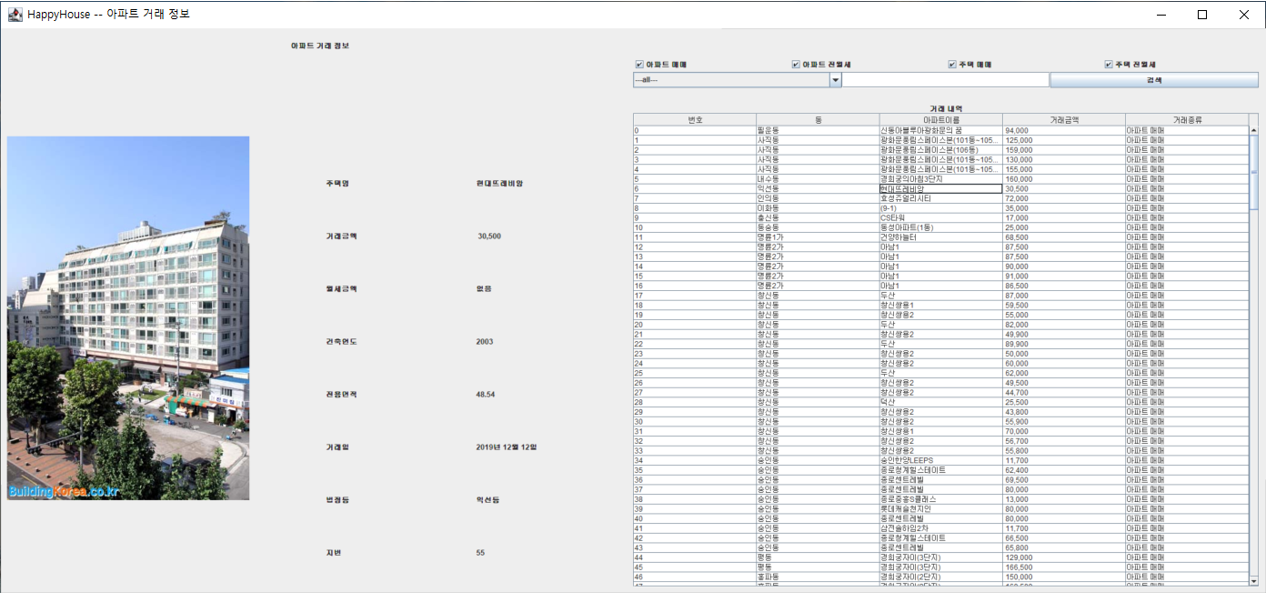 HappyHouse -- 아파트 거래 정보
아파트 거래 정보
BuildingKorea.co.kr
주택명 현대뜨레비앙
거래금액 30,500
월세금액 없음
건축연도 2003
전용면적 48.54
거래일 2019년 12월 12일
법정동 익선동
지번 55
아파트 매매 아파트 전월세 주택 매매 주택 전월세
---all--- 검색
거래 내역
번호 동 아파트이름 거래금액 거래종류
0 필운동 신동아블루아광화문의 꿈 94,000 아파트 매매
1 사직동 광화문풍림스페이스본(101동~105... 125,000 아파트 매매
2 사직동 광화문풍림스페이스본(106동) 159,000 아파트 매매
3 사직동 광화문풍림스페이스본(101동~105... 130,000 아파트 매매
4 사직동 광화문풍림스페이스본(101동~105... 155,000 아파트 매매
5 내수동 경희궁의아침3단지 160,000 아파트 매매
6 익선동 현대뜨레비앙 30,500 아파트 매매
7 인의동 효성쥬얼리시티 72,000 아파트 매매
8 이화동 (9-1) 35,000 아파트 매매
9 충신동 CS타워 17,000 아파트 매매
10 동숭동 동성아파트(1동) 25,000 아파트 매매
11 명륜1가 건양하늘터 68,500 아파트 매매
12 명륜2가 아남1 87,500 아파트 매매
13 명륜2가 아남1 87,500 아파트 매매
14 명륜2가 아남1 90,000 아파트 매매
15 명륜2가 아남1 91,000 아파트 매매
16 명륜2가 아남1 86,500 아파트 매매
17 창신동 두산 87,000 아파트 매매
18 창신동 창신쌍용1 59,500 아파트 매매
19 창신동 창신쌍용2 55,000 아파트 매매
20 창신동 두산 82,000 아파트 매매
21 창신동 창신쌍용2 49,900 아파트 매매
22 창신동 두산 89,900 아파트 매매
23 창신동 창신쌍용2 50,000 아파트 매매
24 창신동 창신쌍용2 60,000 아파트 매매
25 창신동 두산 62,000 아파트 매매
26 창신동 창신쌍용2 49,500 아파트 매매
27 창신동 창신쌍용2 44,700 아파트 매매
28 창신동 덕산 25,500 아파트 매매
29 창신동 창신쌍용2 43,800 아파트 매매
30 창신동 창신쌍용2 55,900 아파트 매매
31 창신동 창신쌍용1 70,000 아파트 매매
32 창신동 창신쌍용2 56,700 아파트 매매
33 창신동 창신쌍용2 55,800 아파트 매매
34 숭인동 숭인한양LEEPS 11,700 아파트 매매
35 숭인동 종로청계힐스테이트 62,400 아파트 매매
36 숭인동 종로센트레빌 69,500 아파트 매매
37 숭인동 종로센트레빌 80,000 아파트 매매
38 숭인동 종로중흥S클래스 13,000 아파트 매매
39 숭인동 롯데캐슬천지인 80,000 아파트 매매
40 숭인동 종로센트레빌 80,000 아파트 매매
41 숭인동 삼전솔하임2차 11,700 아파트 매매
42 숭인동 종로청계힐스테이트 66,500 아파트 매매
43 숭인동 종로센트레빌 65,800 아파트 매매
44 평동 경희궁자이(3단지) 129,000 아파트 매매
45 평동 경희궁자이(3단지) 166,500 아파트 매매
46 홍파동 경희궁자이(2단지) 150,000 아파트 매매